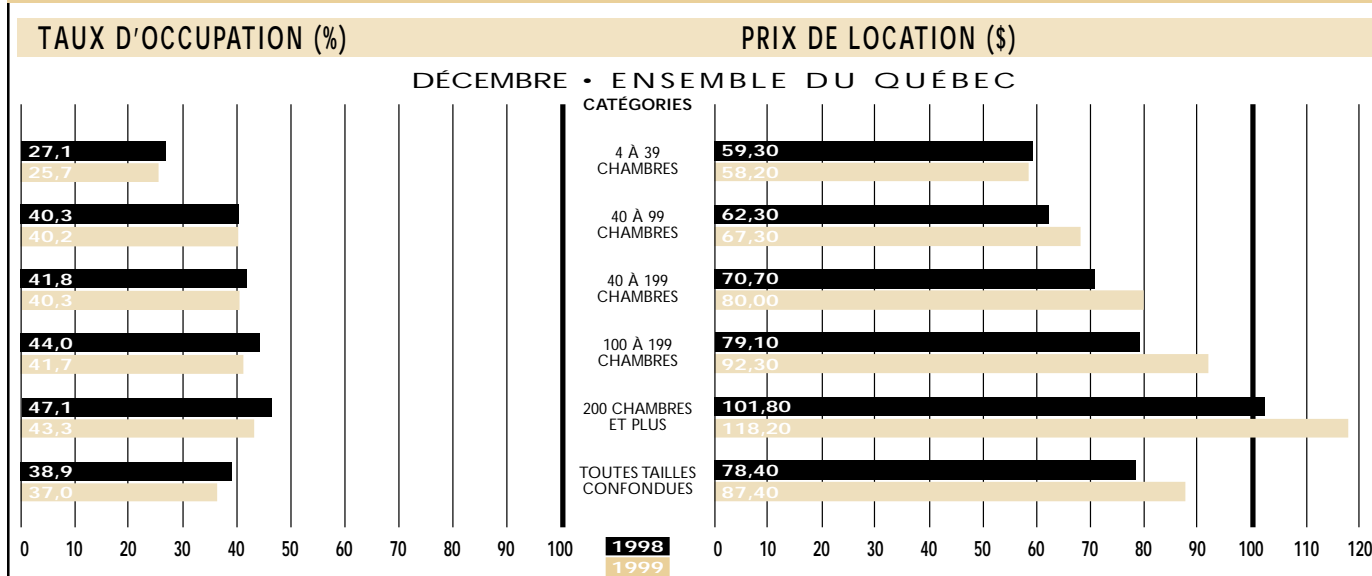 TAUX D'OCCUPATION (%)
PRIX DE LOCATION ($)
DÉCEMBRE • ENSEMBLE DU QUÉBEC
CATÉGORIES
27,1
25,7
4 À 39
CHAMBRES
59,30
58,20
40,3
40,2
40 À 99
CHAMBRES
62,30
67,30
41,8
40,3
40 À 199
CHAMBRES
70,70
80,00
44,0
41,7
100 À 199
CHAMBRES
79,10
92,30
47,1
43,3
200 CHAMBRES
ET PLUS
101,80
118,20
38,9
37,0
TOUTES TAILLES
CONFONDUES
78,40
87,40
0 10 20 30 40 50 60 70 80 90 100
1998
1999
0 10 20 30 40 50 60 70 80 90 100 110 120